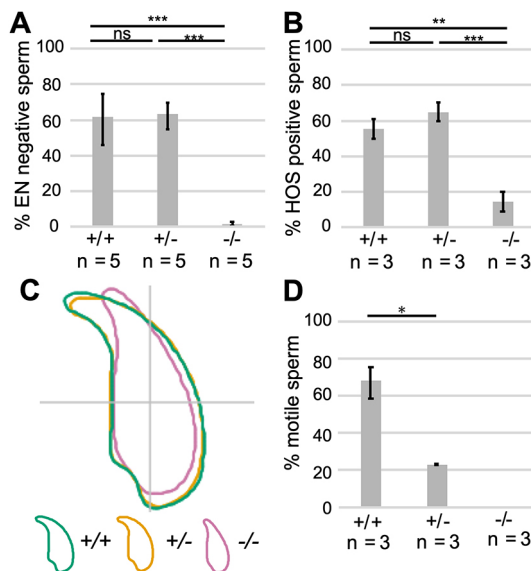 A
% EN negative sperm
100
80
60
40
20
0
***
ns
***
+/+
+/-
-/-
n = 5
n = 5
n = 5
B
% HOS positive sperm
100
80
60
40
20
0
**
ns
***
+/+
+/-
-/-
n = 3
n = 3
n = 3
C
+/+
+/-
-/-
D
% motile sperm
100
80
60
40
20
0
*
+/+
+/-
-/-
n = 3
n = 3
n = 3